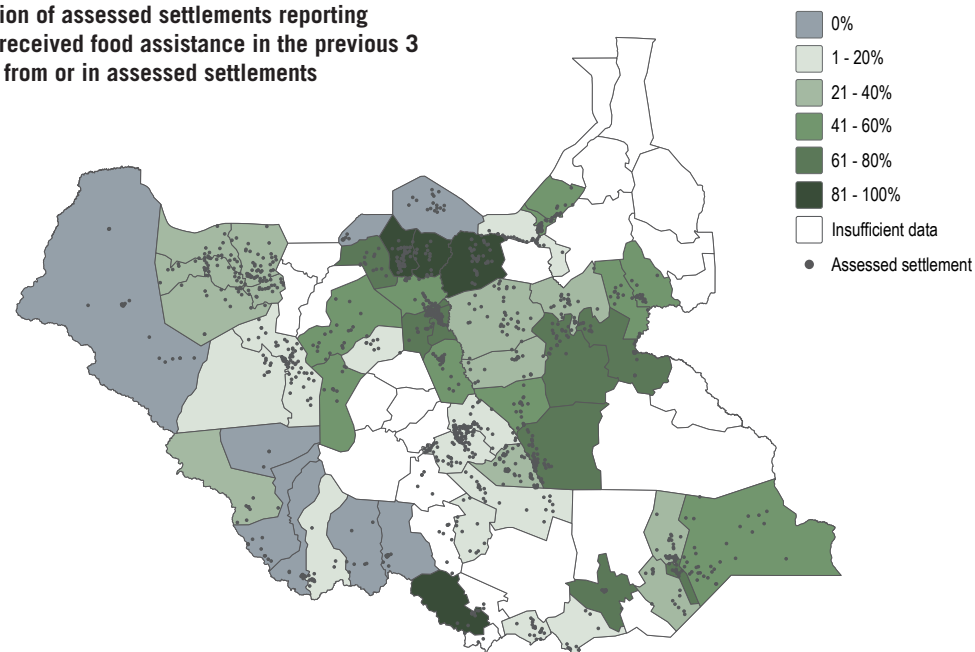 ion of assessed settlements reporting
received food assistance in the previous 3
from or in assessed settlements
0%
1 - 20%
21 - 40%
41 - 60%
61 - 80%
81 - 100%
Insufficient data
Assessed settlement